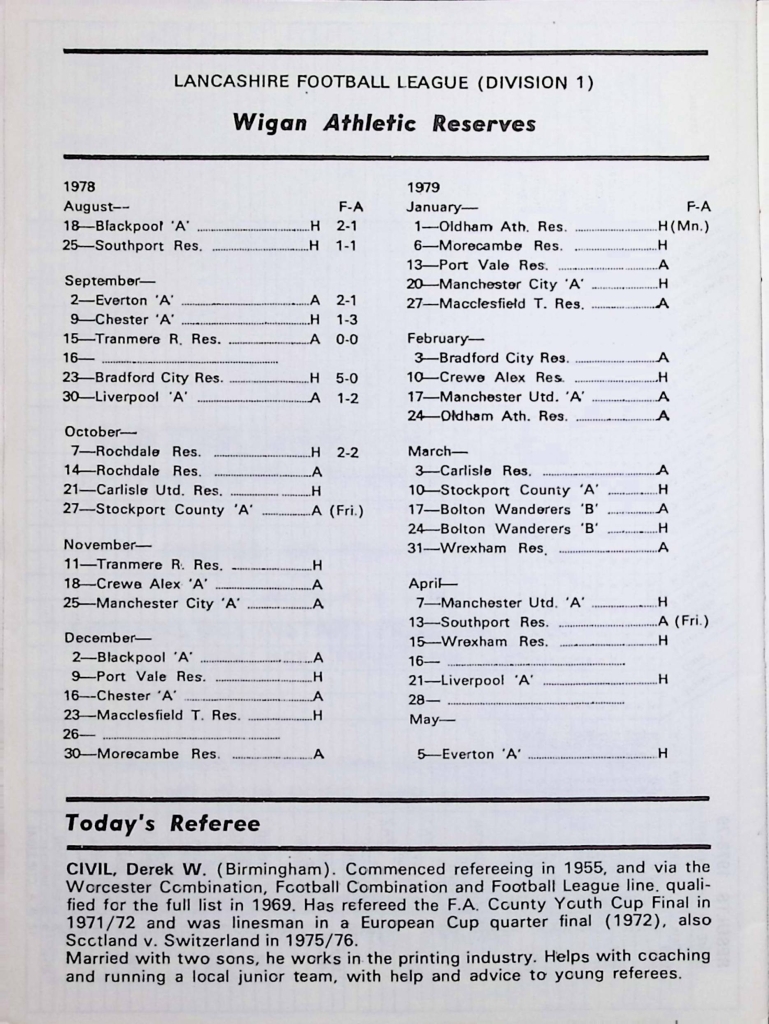 LANCASHIRE FOOTBALL LEAGUE (DIVISION 1)
Wigan Athletic Reserves
1978
August— F-A
18—Blackpool 'A' ........ H 2-1
25—Southport Res. ........ H 1-1
September—
2—Everton 'A' ........ A 2-1
9—Chester 'A' ........ H 1-3
15—Tranmere R. Res. ........ A 0-0
16— ........
23—Bradford City Res. ........ H 5-0
30—Liverpool 'A' ........ A 1-2
October—
7—Rochdale Res. ........ H 2-2
14—Rochdale Res. ........ A
21—Carlisle Utd. Res. ........ H
27—Stockport County 'A' ........ A (Fri.)
November—
11—Tranmere R. Res. ........ H
18—Crewe Alex 'A' ........ A
25—Manchester City 'A' ........ A
December—
2—Blackpool 'A' ........ A
9—Port Vale Res. ........ H
16—Chester 'A' ........ A
23—Macclesfield T. Res. ........ H
26— ........
30—Morecambe Res. ........ A
1979
January— F-A
1—Oldham Ath. Res. ........ H (Mn.)
6—Morecambe Res. ........ H
13—Port Vale Res. ........ A
20—Manchester City 'A' ........ H
27—Macclesfield T. Res. ........ A
February—
3—Bradford City Res. ........ A
10—Crewe Alex Res. ........ H
17—Manchester Utd. 'A' ........ A
24—Oldham Ath. Res. ........ A
March—
3—Carlisle Res. ........ A
10—Stockport County 'A' ........ H
17—Bolton Wanderers 'B' ........ A
24—Bolton Wanderers 'B' ........ H
31—Wrexham Res. ........ A
April—
7—Manchester Utd. 'A' ........ H
13—Southport Res. ........ A (Fri.)
15—Wrexham Res. ........ H
16— ........
21—Liverpool 'A' ........ H
28— ........
May—
5—Everton 'A' ........ H
Today's Referee
CIVIL, Derek W. (Birmingham). Commenced refereeing in 1955, and via the
Worcester Combination, Football Combination and Football League line, quali-
fied for the full list in 1969. Has refereed the F.A. County Youth Cup Final in
1971/72 and was linesman in a European Cup quarter final (1972), also
Scotland v. Switzerland in 1975/76.
Married with two sons, he works in the printing industry. Helps with coaching
and running a local junior team, with help and advice to young referees.